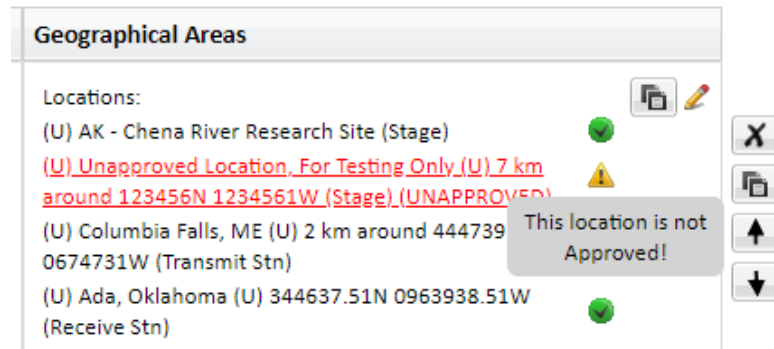 Geographical Areas
Locations:
(U) AK - Chena River Research Site (Stage)
(U) Unapproved Location, For Testing Only (U) 7 km
around 123456N 1234561W (Stage) (UNAPPROVED)
(U) Columbia Falls, ME (U) 2 km around 444739
0674731W (Transmit Stn)
This location is not
Approved!
(U) Ada, Oklahoma (U) 344637.51N 0963938.51W
(Receive Stn)